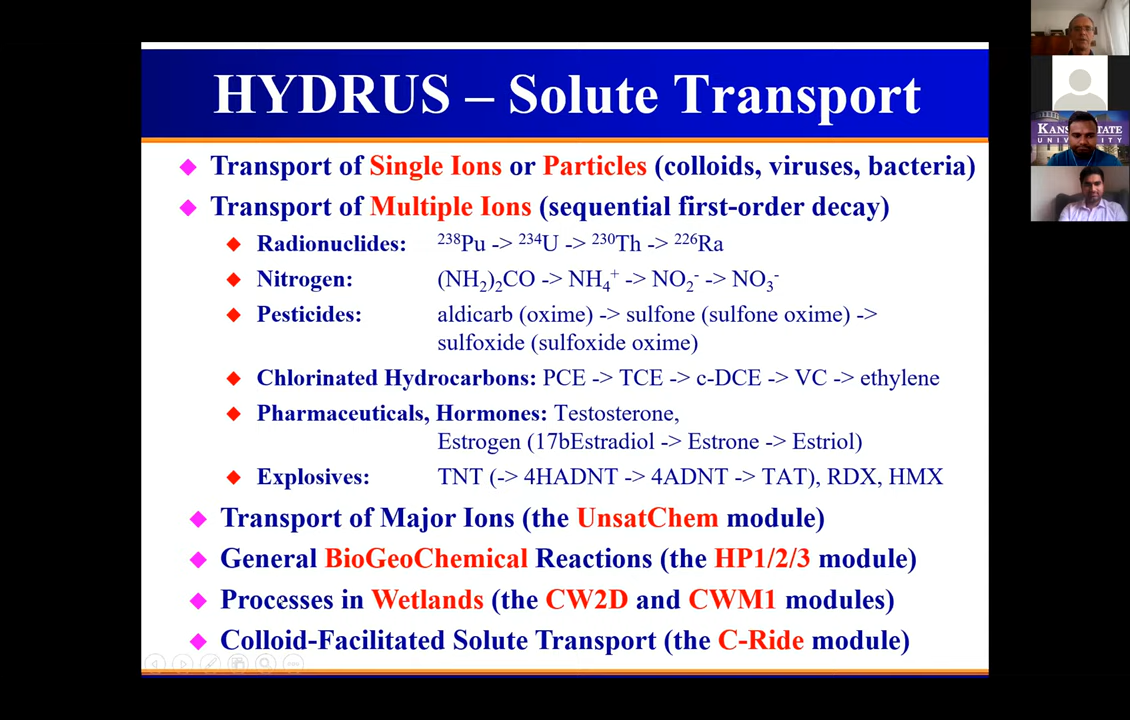 HYDRUS – Solute Transport
Transport of Single Ions or Particles (colloids, viruses, bacteria)
Transport of Multiple Ions (sequential first-order decay)
Radionuclides: ²³⁸Pu -> ²³⁴U -> ²³⁰Th -> ²²⁶Ra
Nitrogen: (NH₂)₂CO -> NH₄⁺ -> NO₂⁻ -> NO₃⁻
Pesticides: aldicarb (oxime) -> sulfone (sulfone oxime) ->
sulfoxide (sulfoxide oxime)
Chlorinated Hydrocarbons: PCE -> TCE -> c-DCE -> VC -> ethylene
Pharmaceuticals, Hormones: Testosterone,
Estrogen (17bEstradiol -> Estrone -> Estriol)
Explosives: TNT (-> 4HADNT -> 4ADNT -> TAT), RDX, HMX
Transport of Major Ions (the UnsatChem module)
General BioGeoChemical Reactions (the HP1/2/3 module)
Processes in Wetlands (the CW2D and CWM1 modules)
Colloid-Facilitated Solute Transport (the C-Ride module)